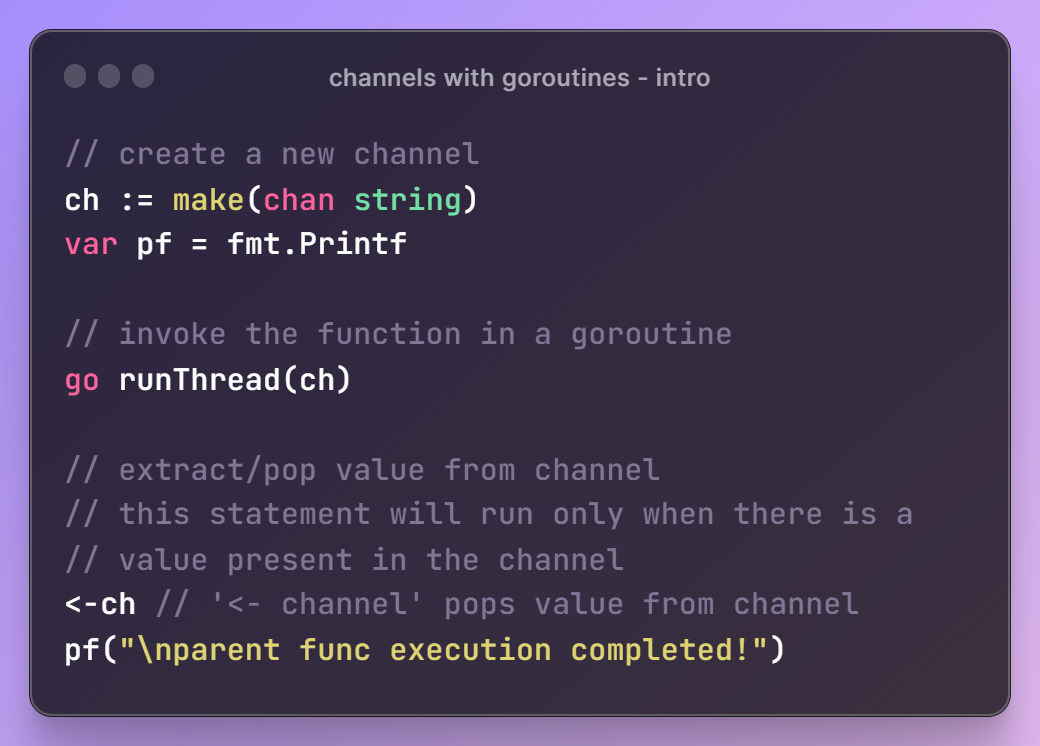 channels with goroutines - intro
// create a new channel
ch := make(chan string)
var pf = fmt.Printf
// invoke the function in a goroutine
go runThread(ch)
// extract/pop value from channel
// this statement will run only when there is a
// value present in the channel
<-ch // '<- channel' pops value from channel
pf("\nparent func execution completed!")